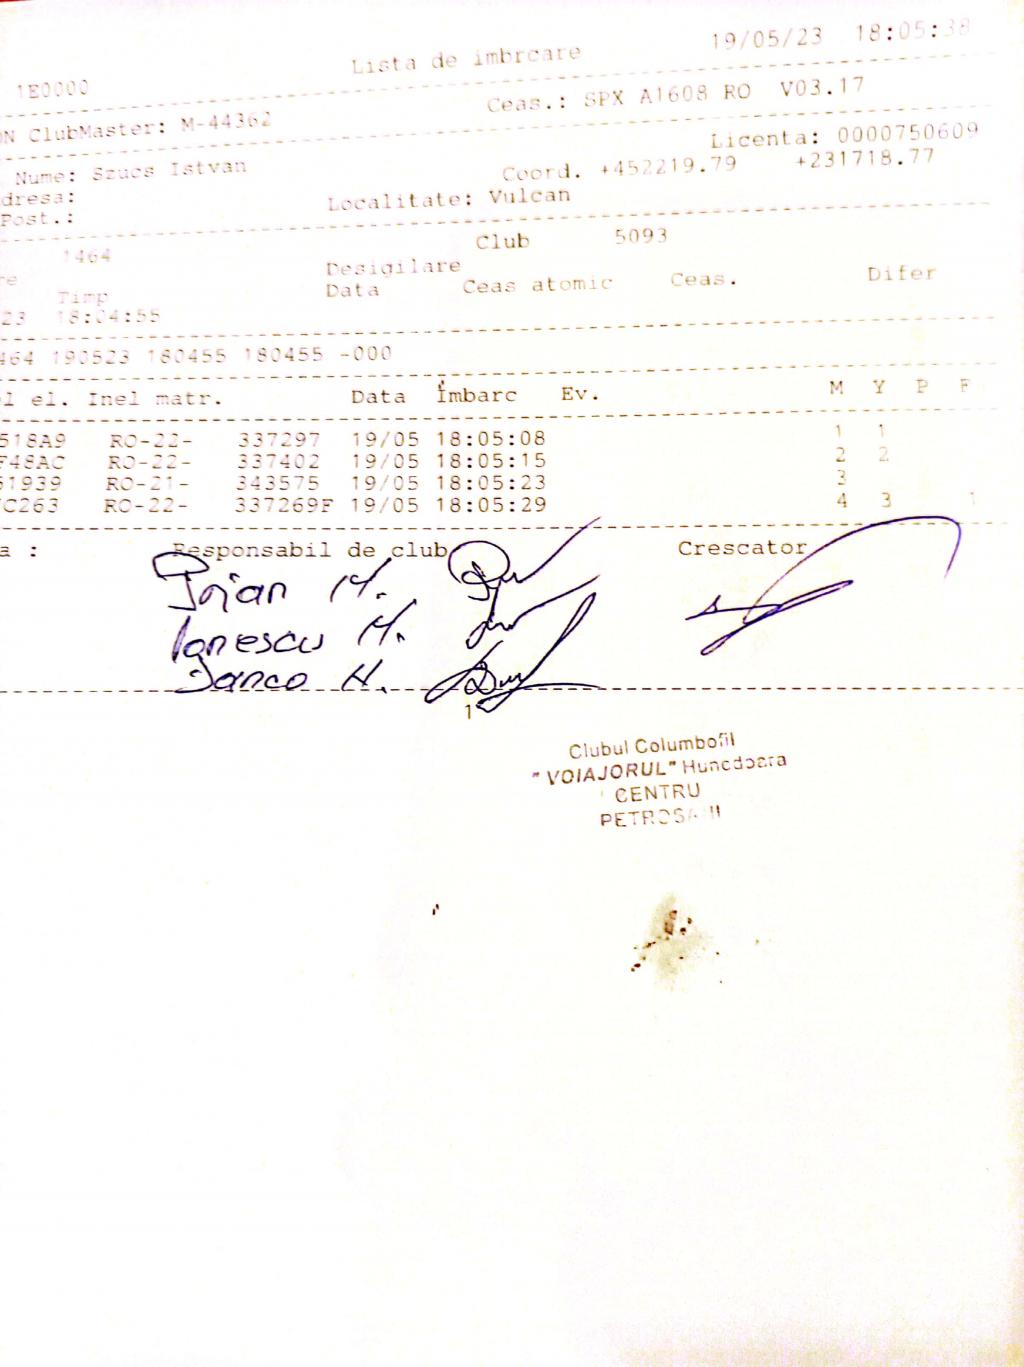 Lista de imbrcare 19/05/23 18:05:38
1E0000
ON ClubMaster: M-44362 Ceas.: SPX A1608 RO V03.17
Licenta: 0000750609
Nume: Szucs Istvan Coord. +452219.79 +231718.77
dresa:
Post.: Localitate: Vulcan
1464 Club 5093
re Desigilare
Timp Data Ceas atomic Ceas. Difer
23 18:04:55
464 190523 180455 180455 -000
l el. Inel matr. Data Îmbarc Ev. M Y P F
518A9 RO-22- 337297 19/05 18:05:08 1 1
F48AC RO-22- 337402 19/05 18:05:15 2 2
51939 RO-21- 343575 19/05 18:05:23 3
C263 RO-22- 337269F 19/05 18:05:29 4 3 1
a : Responsabil de club Crescator
M.
Ionescu M.
Danco H.
1
Clubul Columbofil
"VOIAJORUL" Hunedoara
CENTRU
PETROSANI